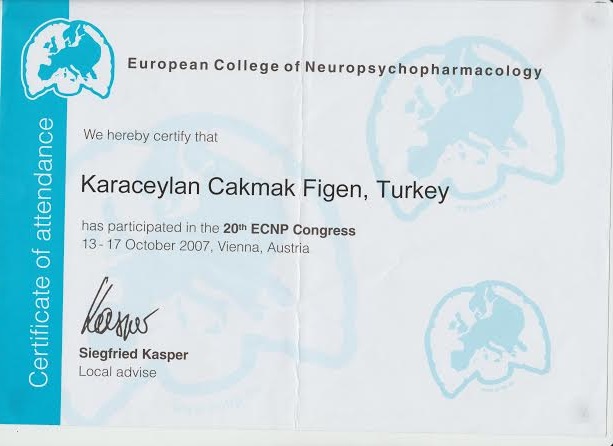 European College of Neuropsychopharmacology
Certificate of attendance
We hereby certify that
Karaceylan Cakmak Figen, Turkey
has participated in the 20th ECNP Congress
13 - 17 October 2007, Vienna, Austria
Kasper
Siegfried Kasper
Local advise